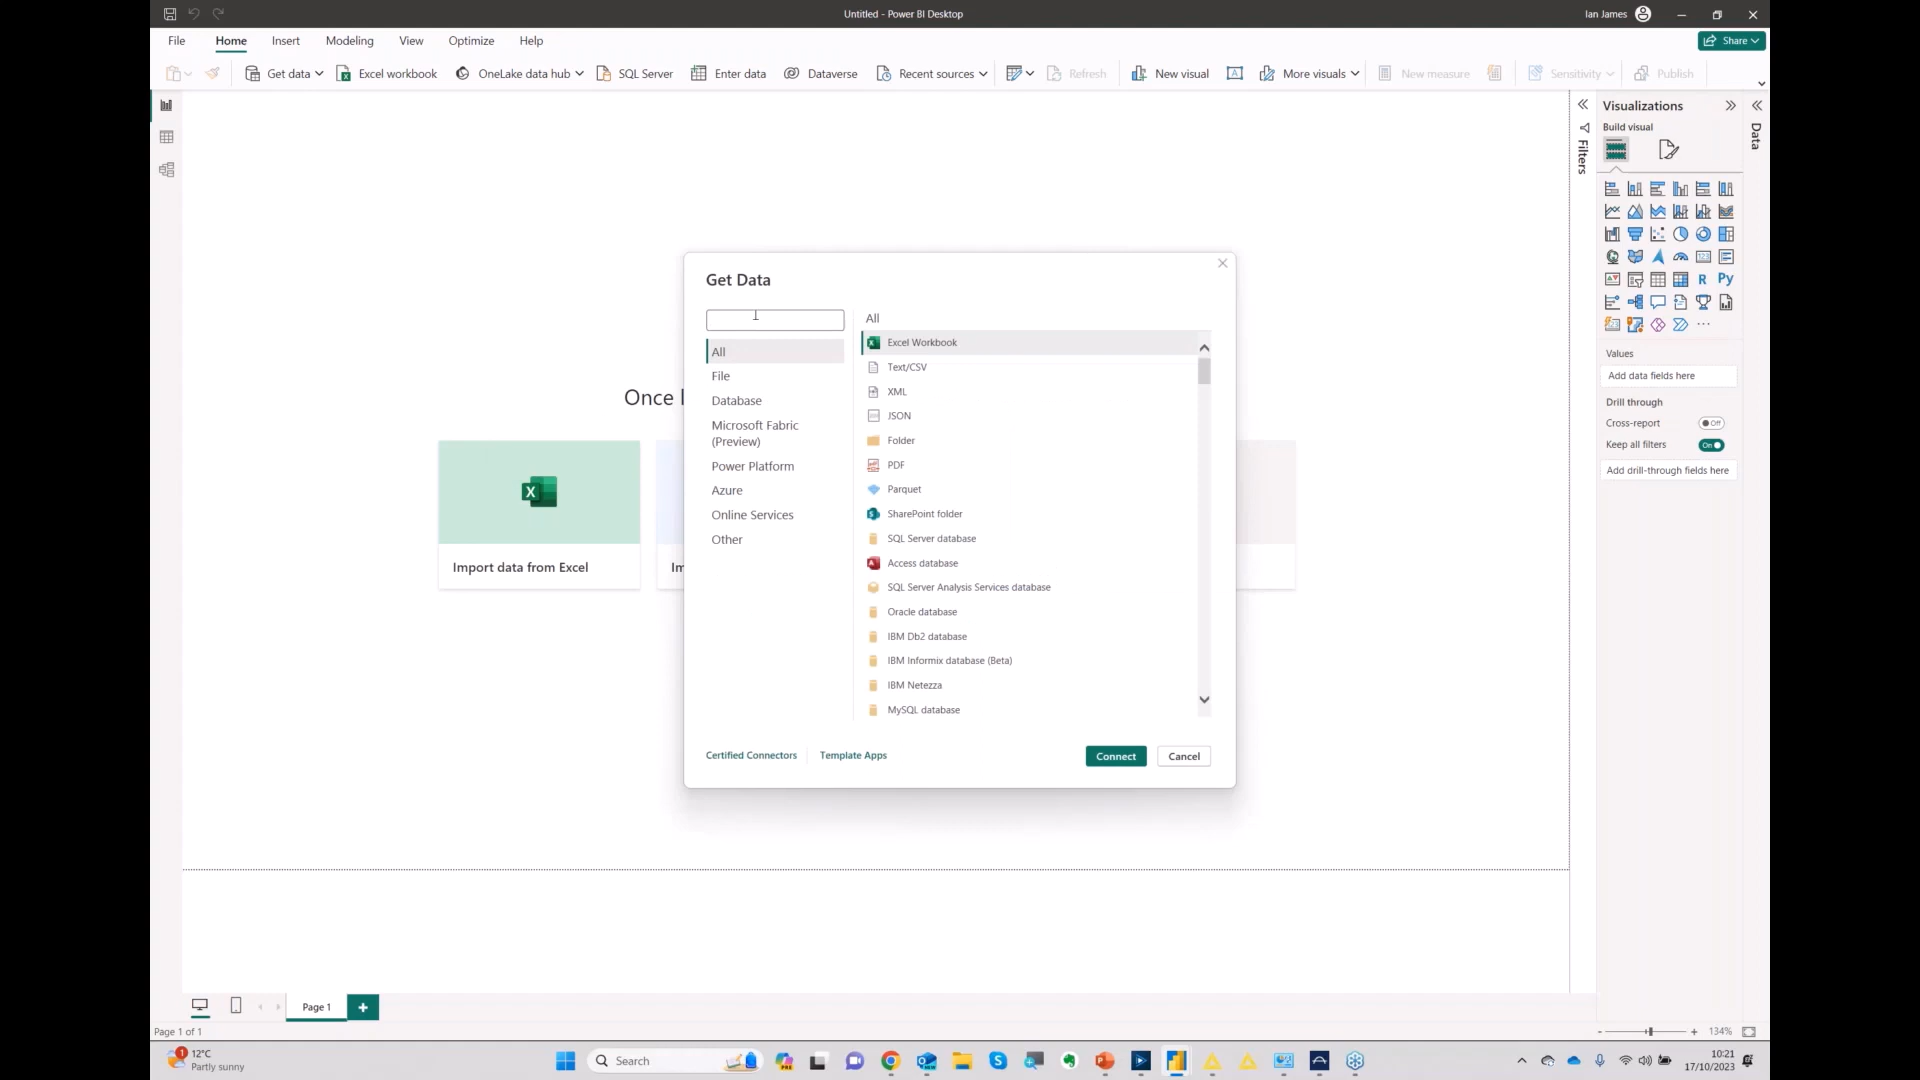 Untitled - Power BI Desktop
Ian James
File Home Insert Modeling View Optimize Help
Share
Get data Excel workbook OneLake data hub SQL Server Enter data Dataverse Recent sources Refresh New visual More visuals New measure Sensitivity Publish
Visualizations
Build visual
Filters
Data
R Py
Values
Add data fields here
Drill through
Cross-report Off
Keep all filters On
Add drill-through fields here
Once l
Import data from Excel
Im
Get Data
All
File
Database
Microsoft Fabric
(Preview)
Power Platform
Azure
Online Services
Other
All
Excel Workbook
Text/CSV
XML
JSON
Folder
PDF
Parquet
SharePoint folder
SQL Server database
Access database
SQL Server Analysis Services database
Oracle database
IBM Db2 database
IBM Informix database (Beta)
IBM Netezza
MySQL database
Certified Connectors Template Apps
Connect Cancel
Page 1
Page 1 of 1
134%
1
12°C
Partly sunny
Search
10:21
17/10/2023